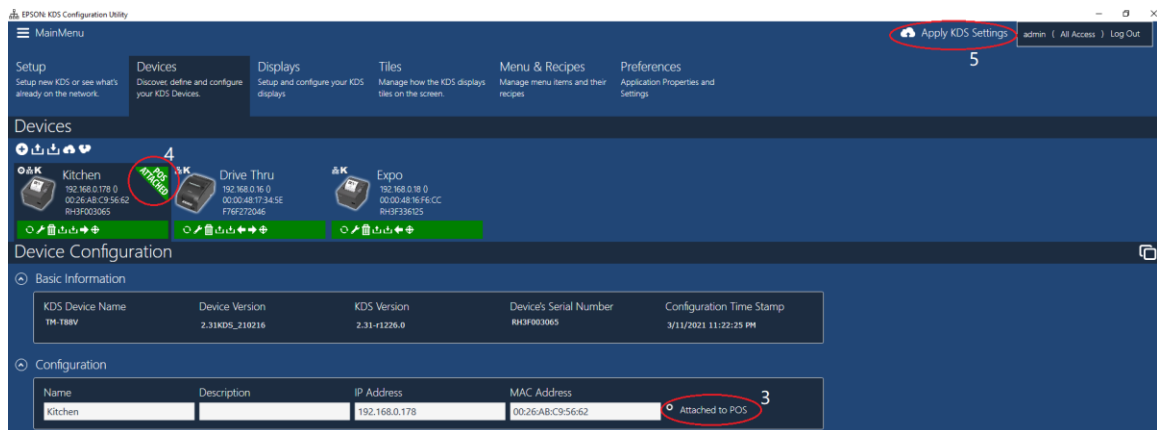 EPSON: KDS Configuration Utility
MainMenu
Apply KDS Settings
admin ( All Access ) Log Out
5
Setup
Setup new KDS or see what's
already on the network.
Devices
Discover, define and configure
your KDS Devices.
Displays
Setup and configure your KDS
displays
Tiles
Manage how the KDS displays
tiles on the screen.
Menu & Recipes
Manage menu items and their
recipes
Preferences
Application Properties and
Settings
Devices
4
K
Kitchen
192.168.0.178 ()
00:26:AB:C9:56:62
RH3F003065
POS
ATTACHED
K
Drive Thru
192.168.0.16 ()
00:00:48:17:34:5E
F76F272046
K
Expo
192.168.0.18 ()
00:00:48:16:F6:CC
RH3F336125
Device Configuration
Basic Information
KDS Device Name
TM-T88V
Device Version
2.31KDS_210216
KDS Version
2.31-r1226.0
Device's Serial Number
RH3F003065
Configuration Time Stamp
3/11/2021 11:22:25 PM
Configuration
Name
Kitchen
Description
IP Address
192.168.0.178
MAC Address
00:26:AB:C9:56:62
Attached to POS
3